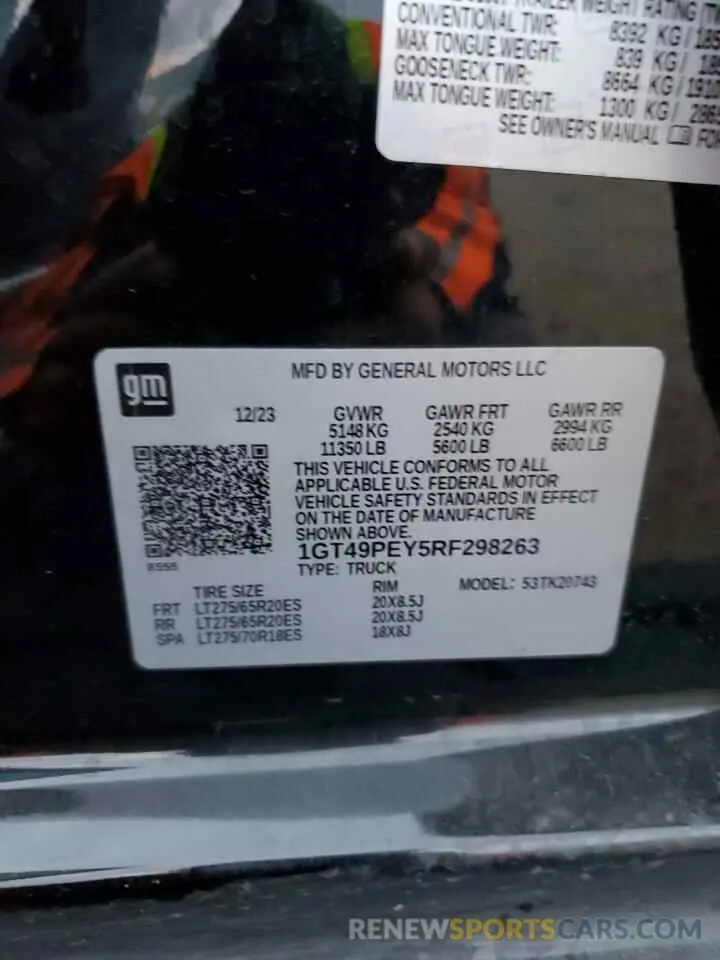 TRAILER WEIGHT RATING
CONVENTIONAL TWR: 8392 KG /
MAX TONGUE WEIGHT: 839 KG /
GOOSENECK TWR: 8664 KG /
MAX TONGUE WEIGHT: 1300 KG /
SEE OWNER'S MANUAL FOR
gm
MFD BY GENERAL MOTORS LLC
12/23 GVWR GAWR FRT GAWR RR
5148 KG 2540 KG 2994 KG
11350 LB 5600 LB 6600 LB
THIS VEHICLE CONFORMS TO ALL
APPLICABLE U.S. FEDERAL MOTOR
VEHICLE SAFETY STANDARDS IN EFFECT
ON THE DATE OF MANUFACTURE
SHOWN ABOVE.
1GT49PEY5RF298263
TYPE: TRUCK
TIRE SIZE RIM MODEL: 53TK20743
FRT LT275/65R20ES 20X8.5J
RR LT275/65R20ES 20X8.5J
SPA LT275/70R18ES 18X8J
RENEWSPORTSCARS.COM